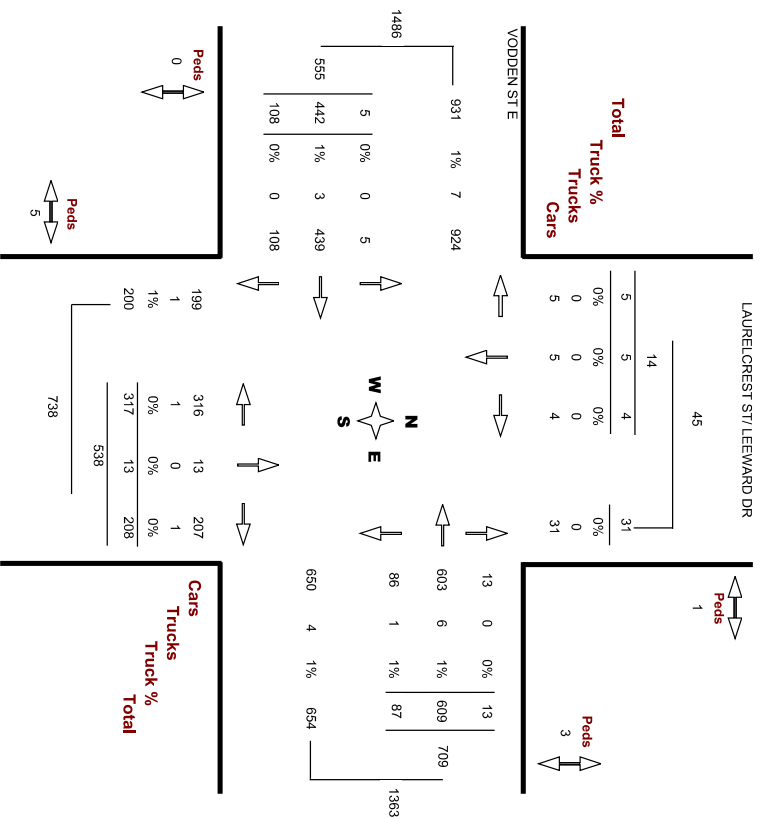 LAURELCREST ST/ LEEWARD DR
Peds
45 1
14
Total 5 5 4 31
Truck % 0% 0% 0% 0% Peds
Trucks 0 0 0 0 3
Cars 5 5 4 31
VODDEN ST E
13 0 0% 13
931 1% 7 924
603 6 1% 609 709
N
1486 86 1 1% 87 1363
W E
5 0% 0 5
S
555 442 1% 3 439
650 4 1% 654
108 0% 0 108
Peds 199 316 13 207 Cars
0 1 1 0 1 Trucks
1% 0% 0% 0% Truck %
200 317 13 208 Total
538
Peds
738
5